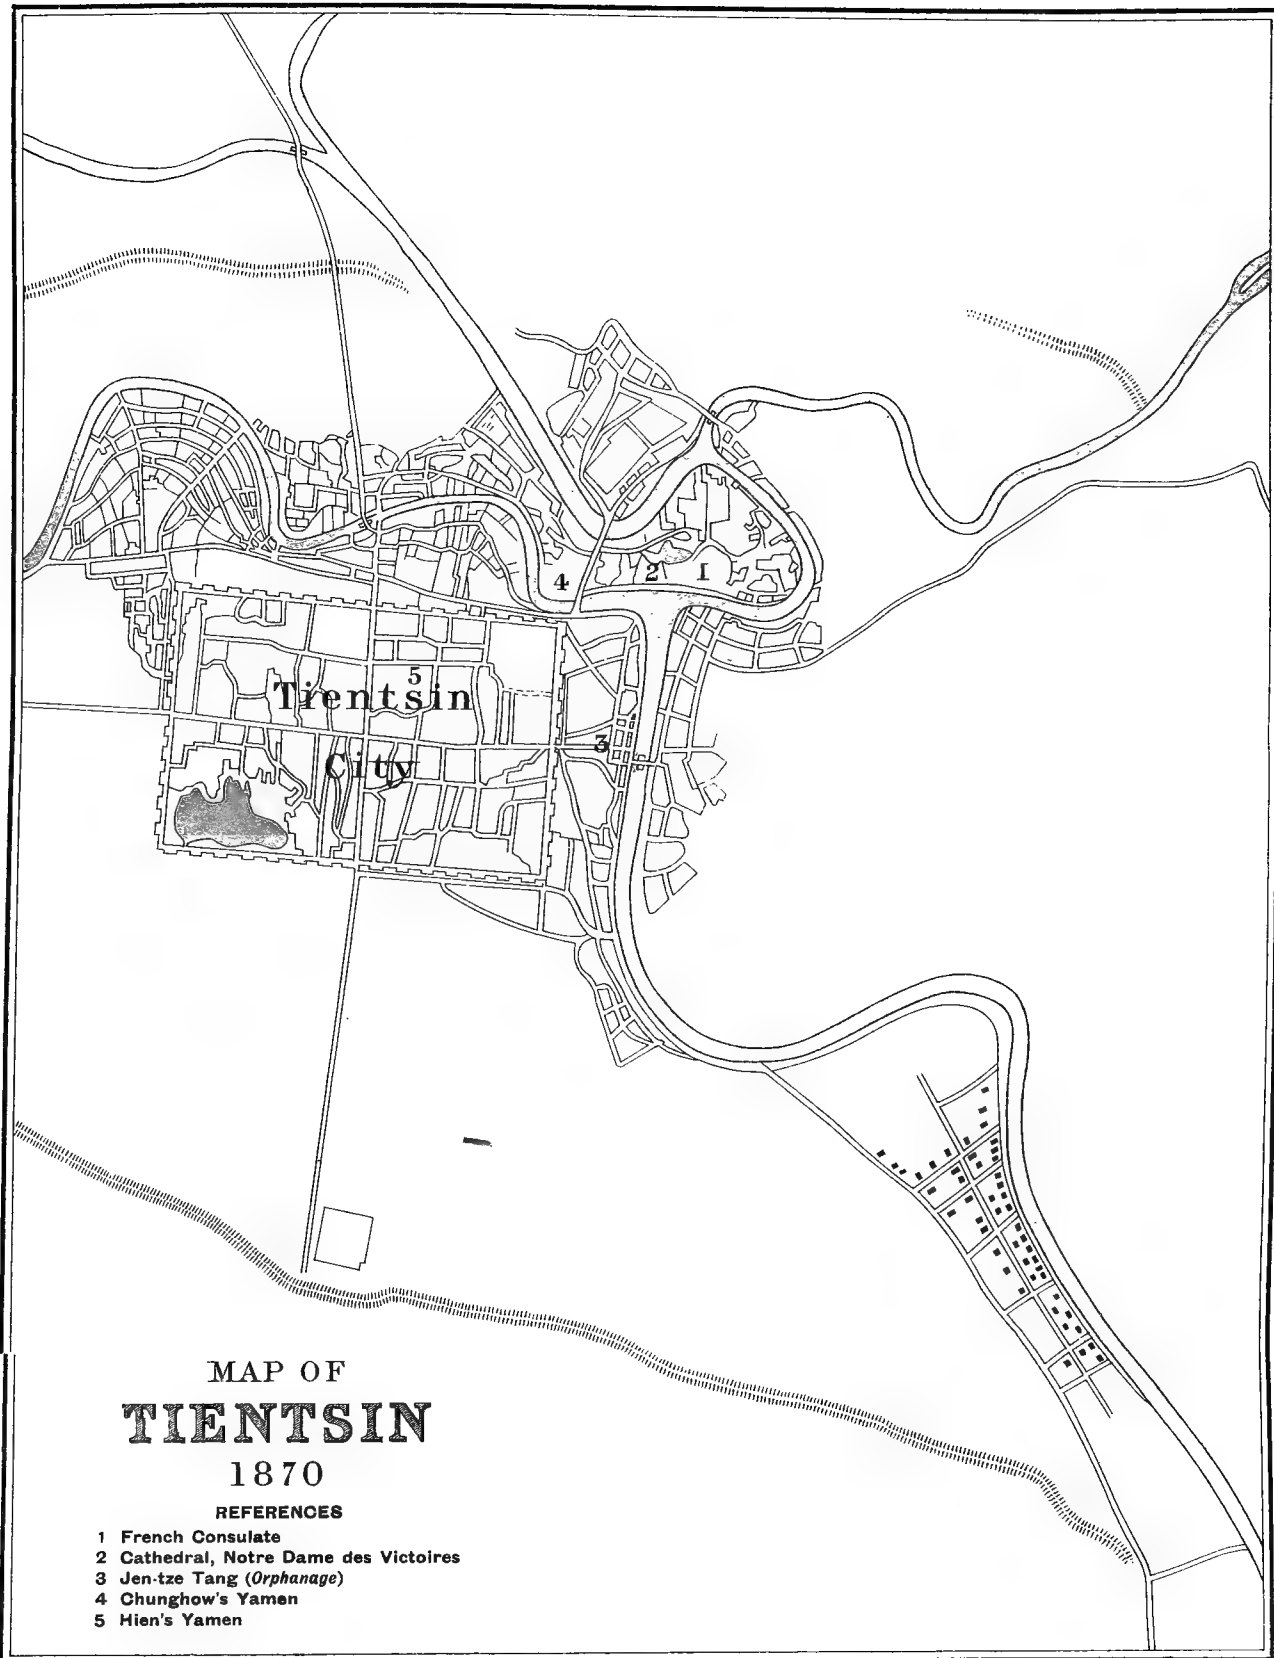 4
2
1
5
Tientsin
3
City
MAP OF
TIENTSIN
1870
REFERENCES
1 French Consulate
2 Cathedral, Notre Dame des Victoires
3 Jen-tze Tang (Orphanage)
4 Chunghow's Yamen
5 Hien's Yamen